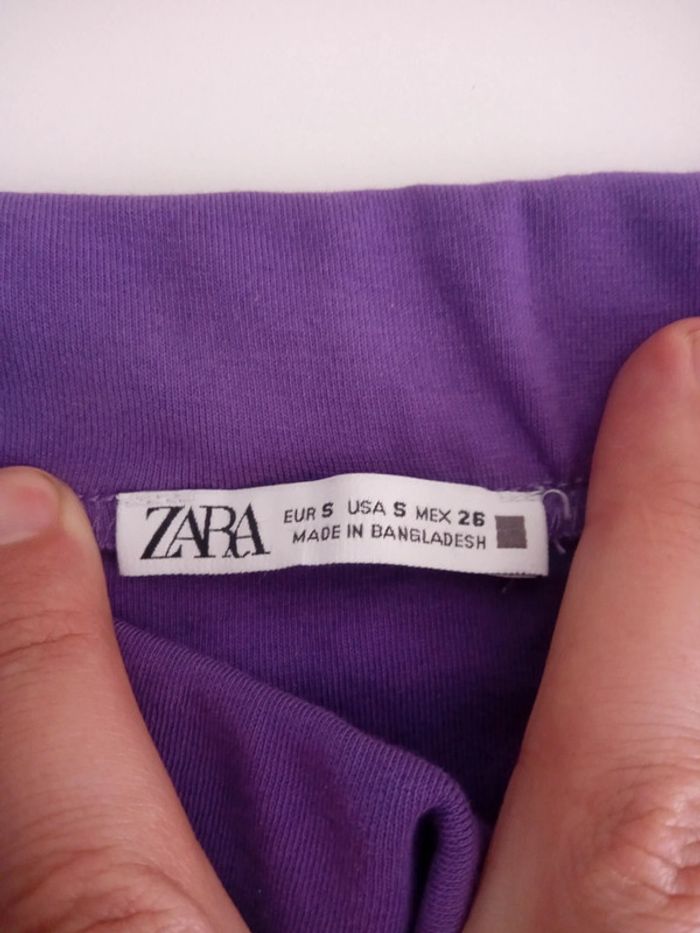 ZARA
EUR S USA S MEX 26
MADE IN BANGLADESH